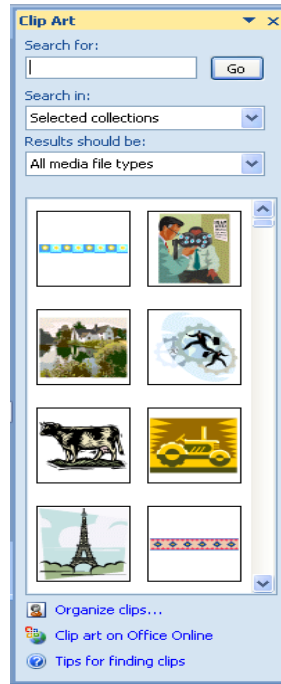 Clip Art
Search for:
Go
Search in:
Selected collections
Results should be:
All media file types
Organize clips...
Clip art on Office Online
Tips for finding clips